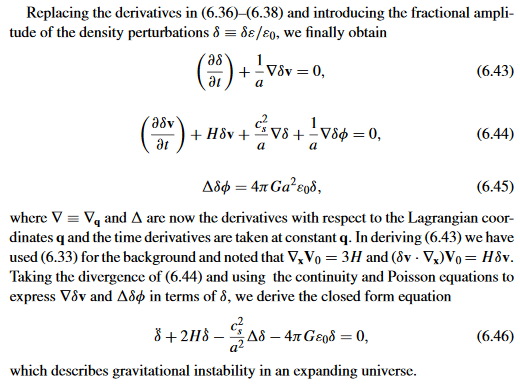 Replacing the derivatives in (6.36)–(6.38) and introducing the fractional ampli-
tude of the density perturbations δ ≡ δε/ε₀, we finally obtain
(∂δ/∂t) + (1/a)∇δv = 0, (6.43)
(∂δv/∂t) + Hδv + (c_s²/a)∇δ + (1/a)∇δϕ = 0, (6.44)
Δδϕ = 4πGa²ε₀δ, (6.45)
where ∇ ≡ ∇_q and Δ are now the derivatives with respect to the Lagrangian coor-
dinates q and the time derivatives are taken at constant q. In deriving (6.43) we have
used (6.33) for the background and noted that ∇_xV₀ = 3H and (δv · ∇_x)V₀ = Hδv.
Taking the divergence of (6.44) and using the continuity and Poisson equations to
express ∇δv and Δδϕ in terms of δ, we derive the closed form equation
δ̈ + 2Hδ̇ − (c_s²/a²)Δδ − 4πGε₀δ = 0, (6.46)
which describes gravitational instability in an expanding universe.